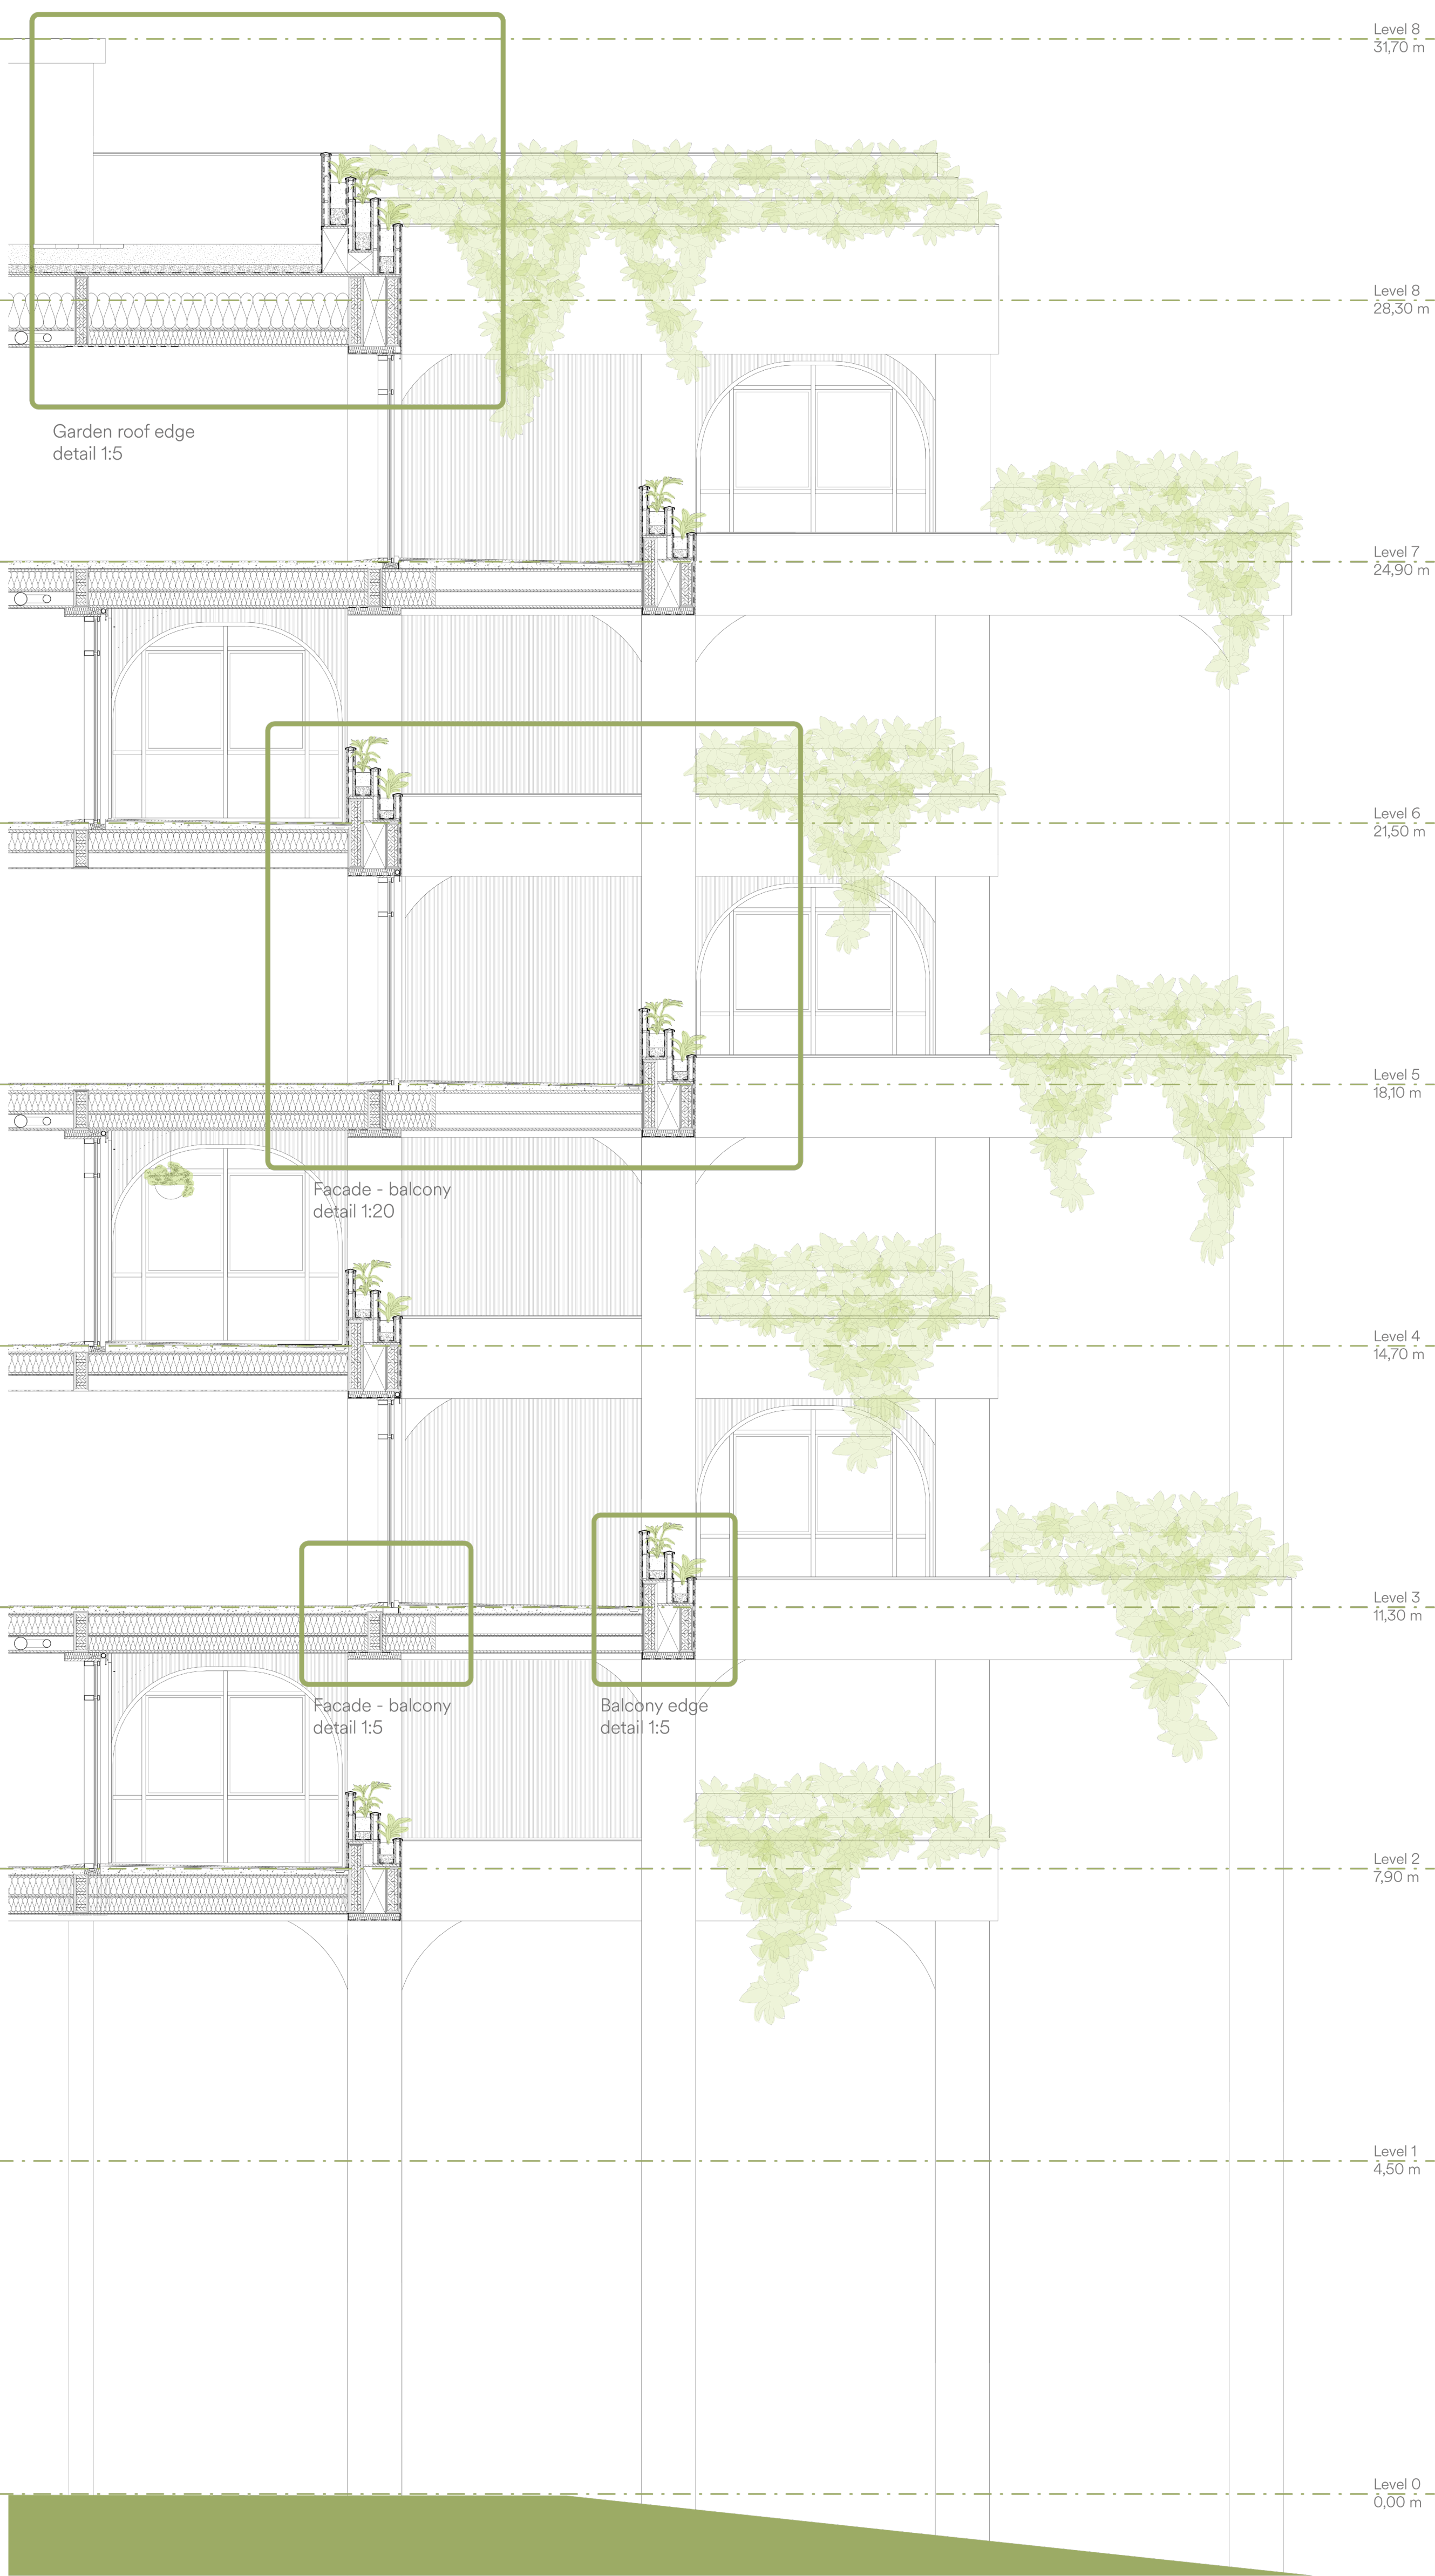 Level 8
31,70 m
Level 8
28,30 m
Garden roof edge
detail 1:5
Level 7
24,90 m
Level 6
21,50 m
Level 5
18,10 m
Facade - balcony
detail 1:20
Level 4
14,70 m
Level 3
11,30 m
Facade - balcony
detail 1:5
Balcony edge
detail 1:5
Level 2
7,90 m
Level 1
4,50 m
Level 0
0,00 m